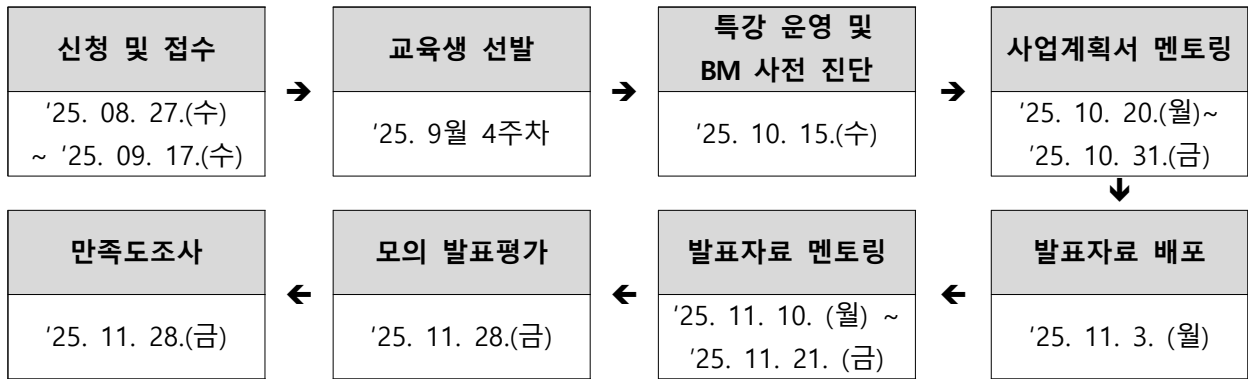 신청 및 접수
'25. 08. 27.(수)
~ '25. 09. 17.(수)
➔
교육생 선발
'25. 9월 4주차
➔
특강 운영 및
BM 사전 진단
'25. 10. 15.(수)
➔
사업계획서 멘토링
'25. 10. 20.(월)~
'25. 10. 31.(금)
🡫
발표자료 배포
'25. 11. 3. (월)
🡨
발표자료 멘토링
'25. 11. 10. (월) ~
'25. 11. 21. (금)
🡨
모의 발표평가
'25. 11. 28.(금)
🡨
만족도조사
'25. 11. 28.(금)